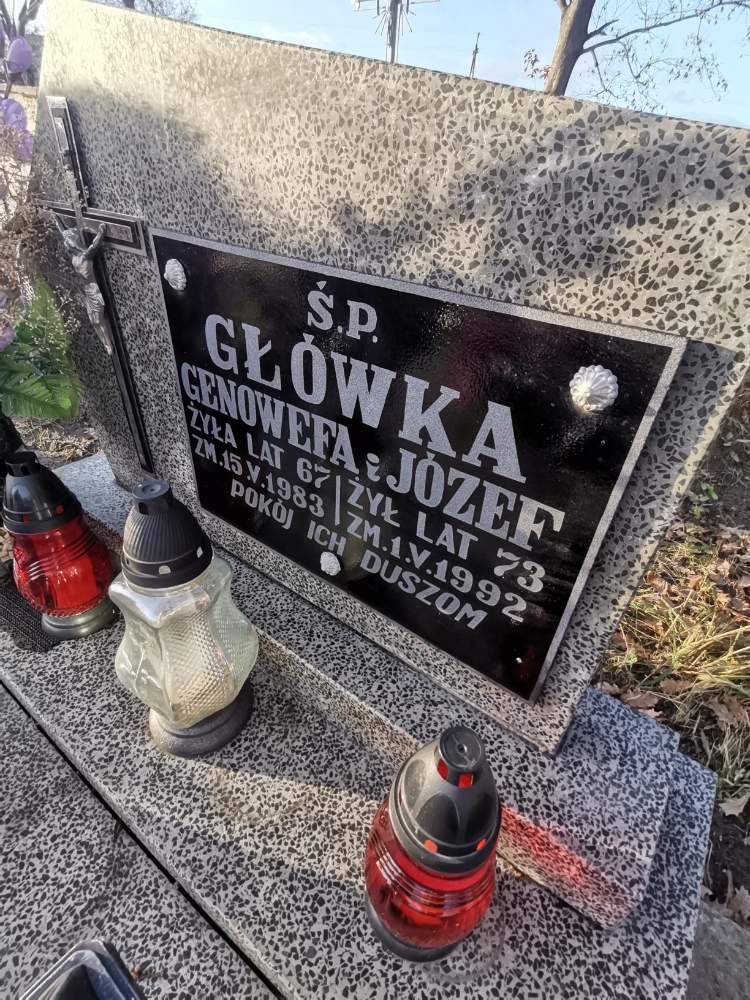 Ś.P.
GŁÓWKA
GENOWEFA i JÓZEF
ŻYŁA LAT 67 | ŻYŁ LAT 73
ZM.15.V.1983 | ZM.1.V.1992
POKÓJ ICH DUSZOM